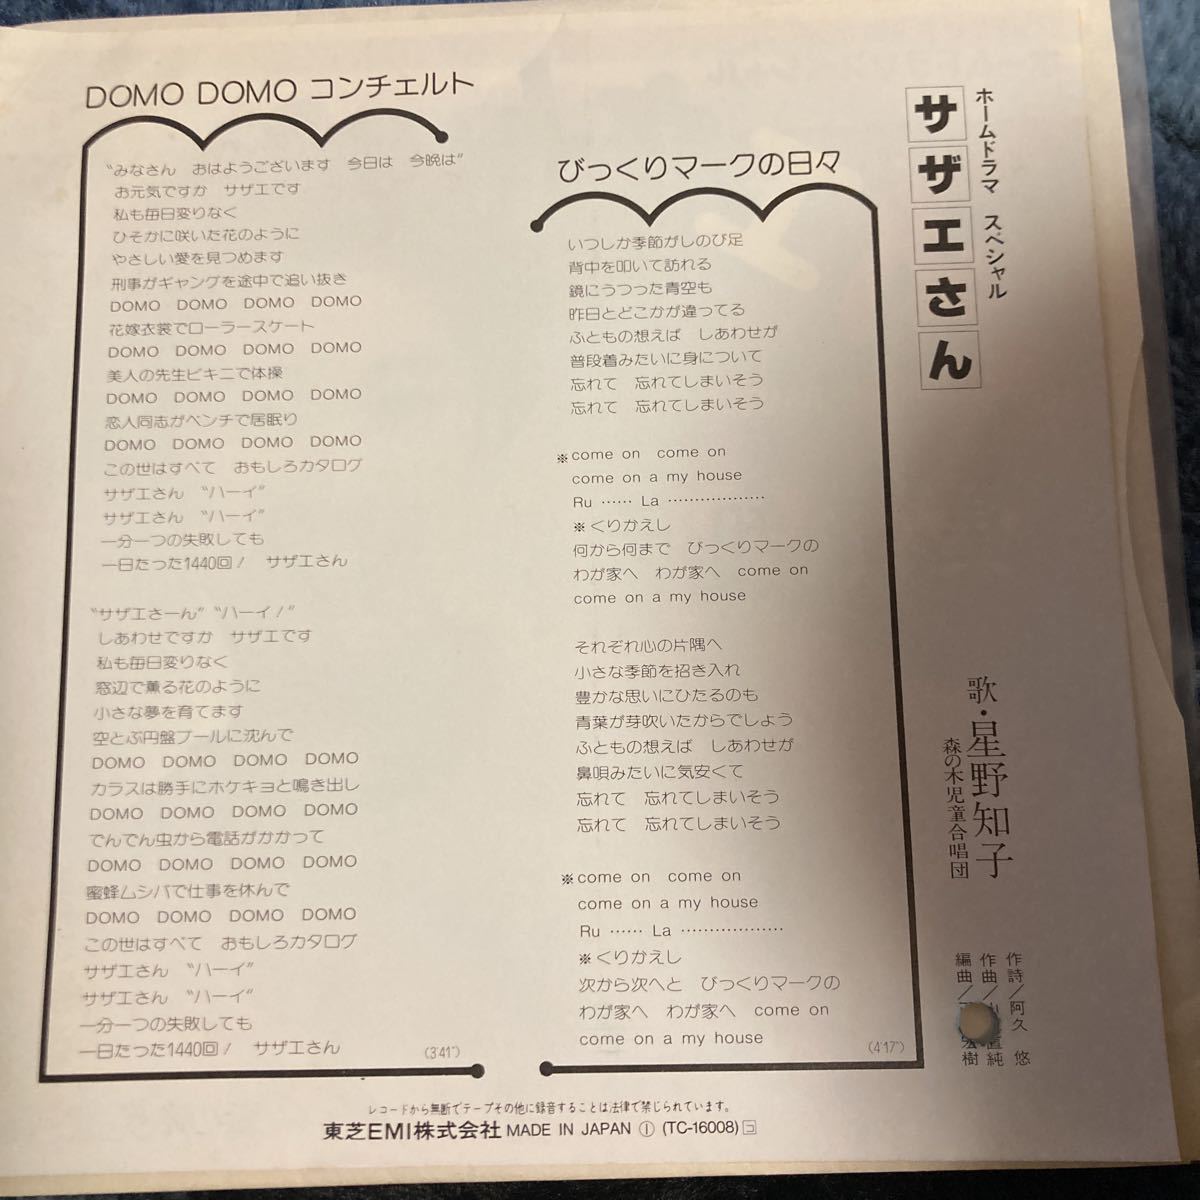 ホームドラマ スペシャル
サザエさん
歌・星野知子
森の木児童合唱団
作詩／阿久 悠
作曲／山 直純
編曲／ 樹
DOMO DOMO コンチェルト
“みなさん おはようございます 今日は 今晩は”
お元気ですか サザエです
私も毎日変りなく
ひそかに咲いた花のように
やさしい愛を見つめます
刑事がギャングを途中で追い抜き
DOMO DOMO DOMO DOMO
花嫁衣裳でローラースケート
DOMO DOMO DOMO DOMO
美人の先生ビキニで体操
DOMO DOMO DOMO DOMO
恋人同志がベンチで居眠り
DOMO DOMO DOMO DOMO
この世はすべて おもしろカタログ
サザエさん “ハーイ”
サザエさん “ハーイ”
一分一つの失敗しても
一日たった1440回！ サザエさん
“サザエさーん” “ハーイ！”
しあわせですか サザエです
私も毎日変りなく
窓辺で薫る花のように
小さな夢を育てます
空とぶ円盤プールに沈んで
DOMO DOMO DOMO DOMO
カラスは勝手にホケキョと鳴き出し
DOMO DOMO DOMO DOMO
でんでん虫から電話がかかって
DOMO DOMO DOMO DOMO
蜜蜂ムシバで仕事を休んで
DOMO DOMO DOMO DOMO
この世はすべて おもしろカタログ
サザエさん “ハーイ”
サザエさん “ハーイ”
一分一つの失敗しても
一日たった1440回！ サザエさん
(3'41")
びっくりマークの日々
いつしか季節がしのび足
背中を叩いて訪れる
鏡にうつった青空も
昨日とどこかが違ってる
ふともの想えば しあわせが
普段着みたいに身について
忘れて 忘れてしまいそう
忘れて 忘れてしまいそう
※come on come on
come on a my house
Ru …… La ………………
※くりかえし
何から何まで びっくりマークの
わが家へ わが家へ come on
come on a my house
それぞれ心の片隅へ
小さな季節を招き入れ
豊かな思いにひたるのも
青葉が芽吹いたからでしょう
ふともの想えば しあわせが
鼻唄みたいに気安くて
忘れて 忘れてしまいそう
忘れて 忘れてしまいそう
※come on come on
come on a my house
Ru …… La ………………
※くりかえし
次から次へと びっくりマークの
わが家へ わが家へ come on
come on a my house
(4'17")
レコードから無断でテープその他に録音することは法律で禁じられています。
東芝EMI株式会社 MADE IN JAPAN Ⓘ (TC-16008) コ